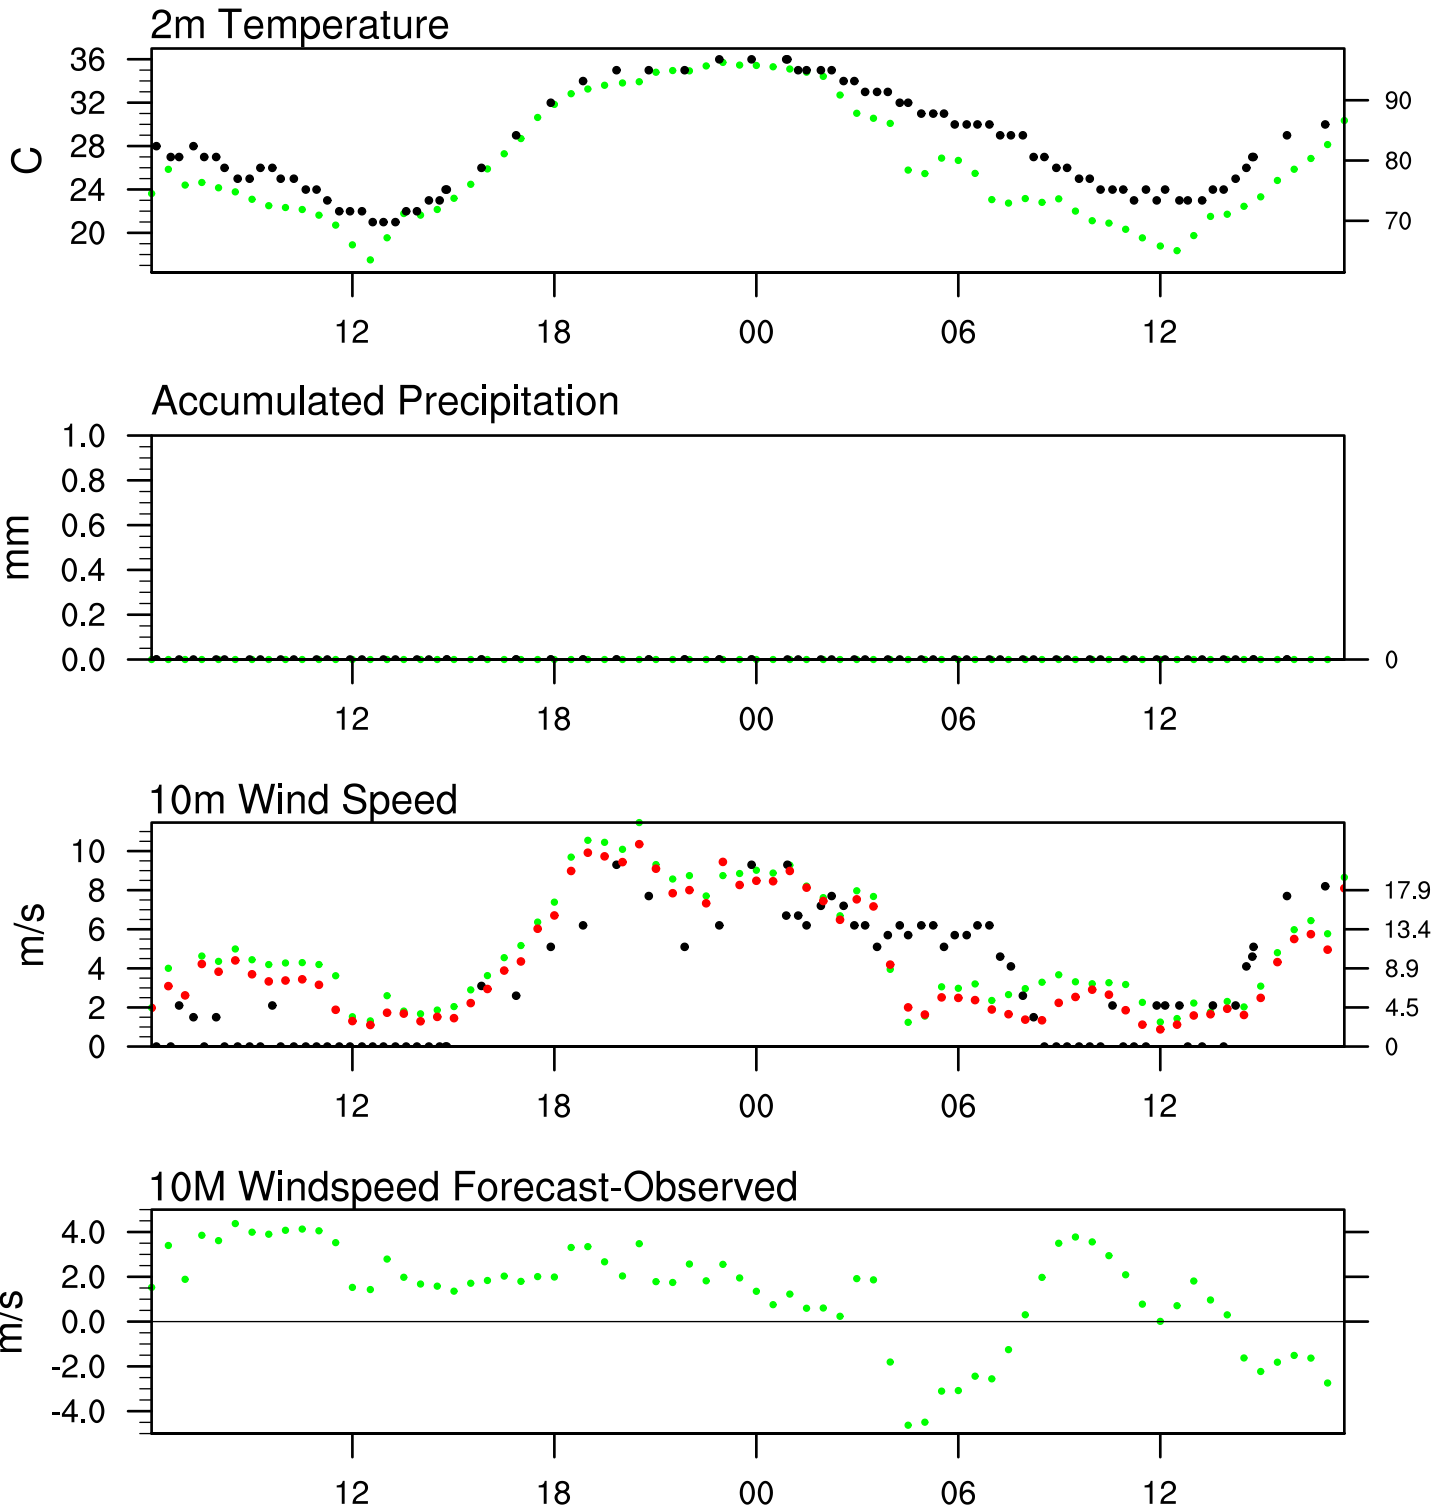 2m Temperature
C
36
32
28
24
20
90
80
70
12 18 00 06 12
Accumulated Precipitation
mm
1.0
0.8
0.6
0.4
0.2
0.0
0
12 18 00 06 12
10m Wind Speed
m/s
10
8
6
4
2
0
17.9
13.4
8.9
4.5
0
12 18 00 06 12
10M Windspeed Forecast-Observed
m/s
4.0
2.0
0.0
-2.0
-4.0
12 18 00 06 12